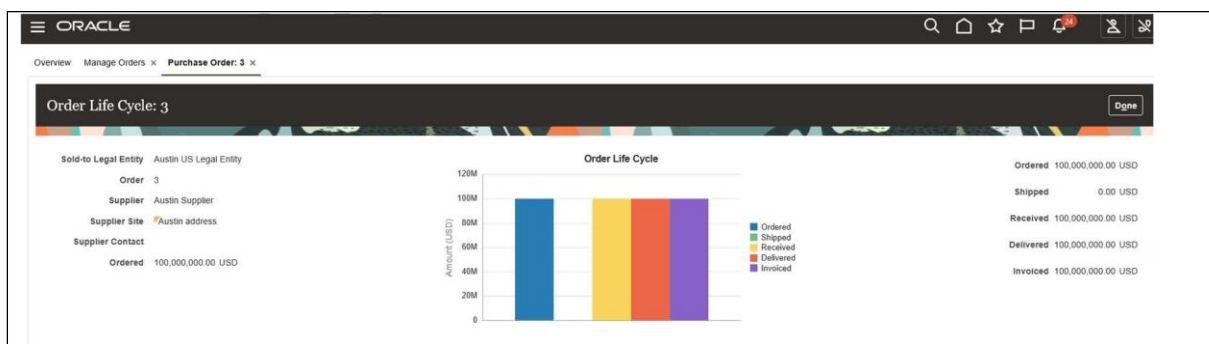 ORACLE
24
Overview Manage Orders × Purchase Order: 3 ×
Order Life Cycle: 3
Done
Sold-to Legal Entity Austin US Legal Entity
Order 3
Supplier Austin Supplier
Supplier Site Austin address
Supplier Contact
Ordered 100,000,000.00 USD
Order Life Cycle
120M
100M
80M
60M
40M
20M
0
Amount (USD)
Ordered
Shipped
Received
Delivered
Invoiced
Ordered 100,000,000.00 USD
Shipped 0.00 USD
Received 100,000,000.00 USD
Delivered 100,000,000.00 USD
Invoiced 100,000,000.00 USD